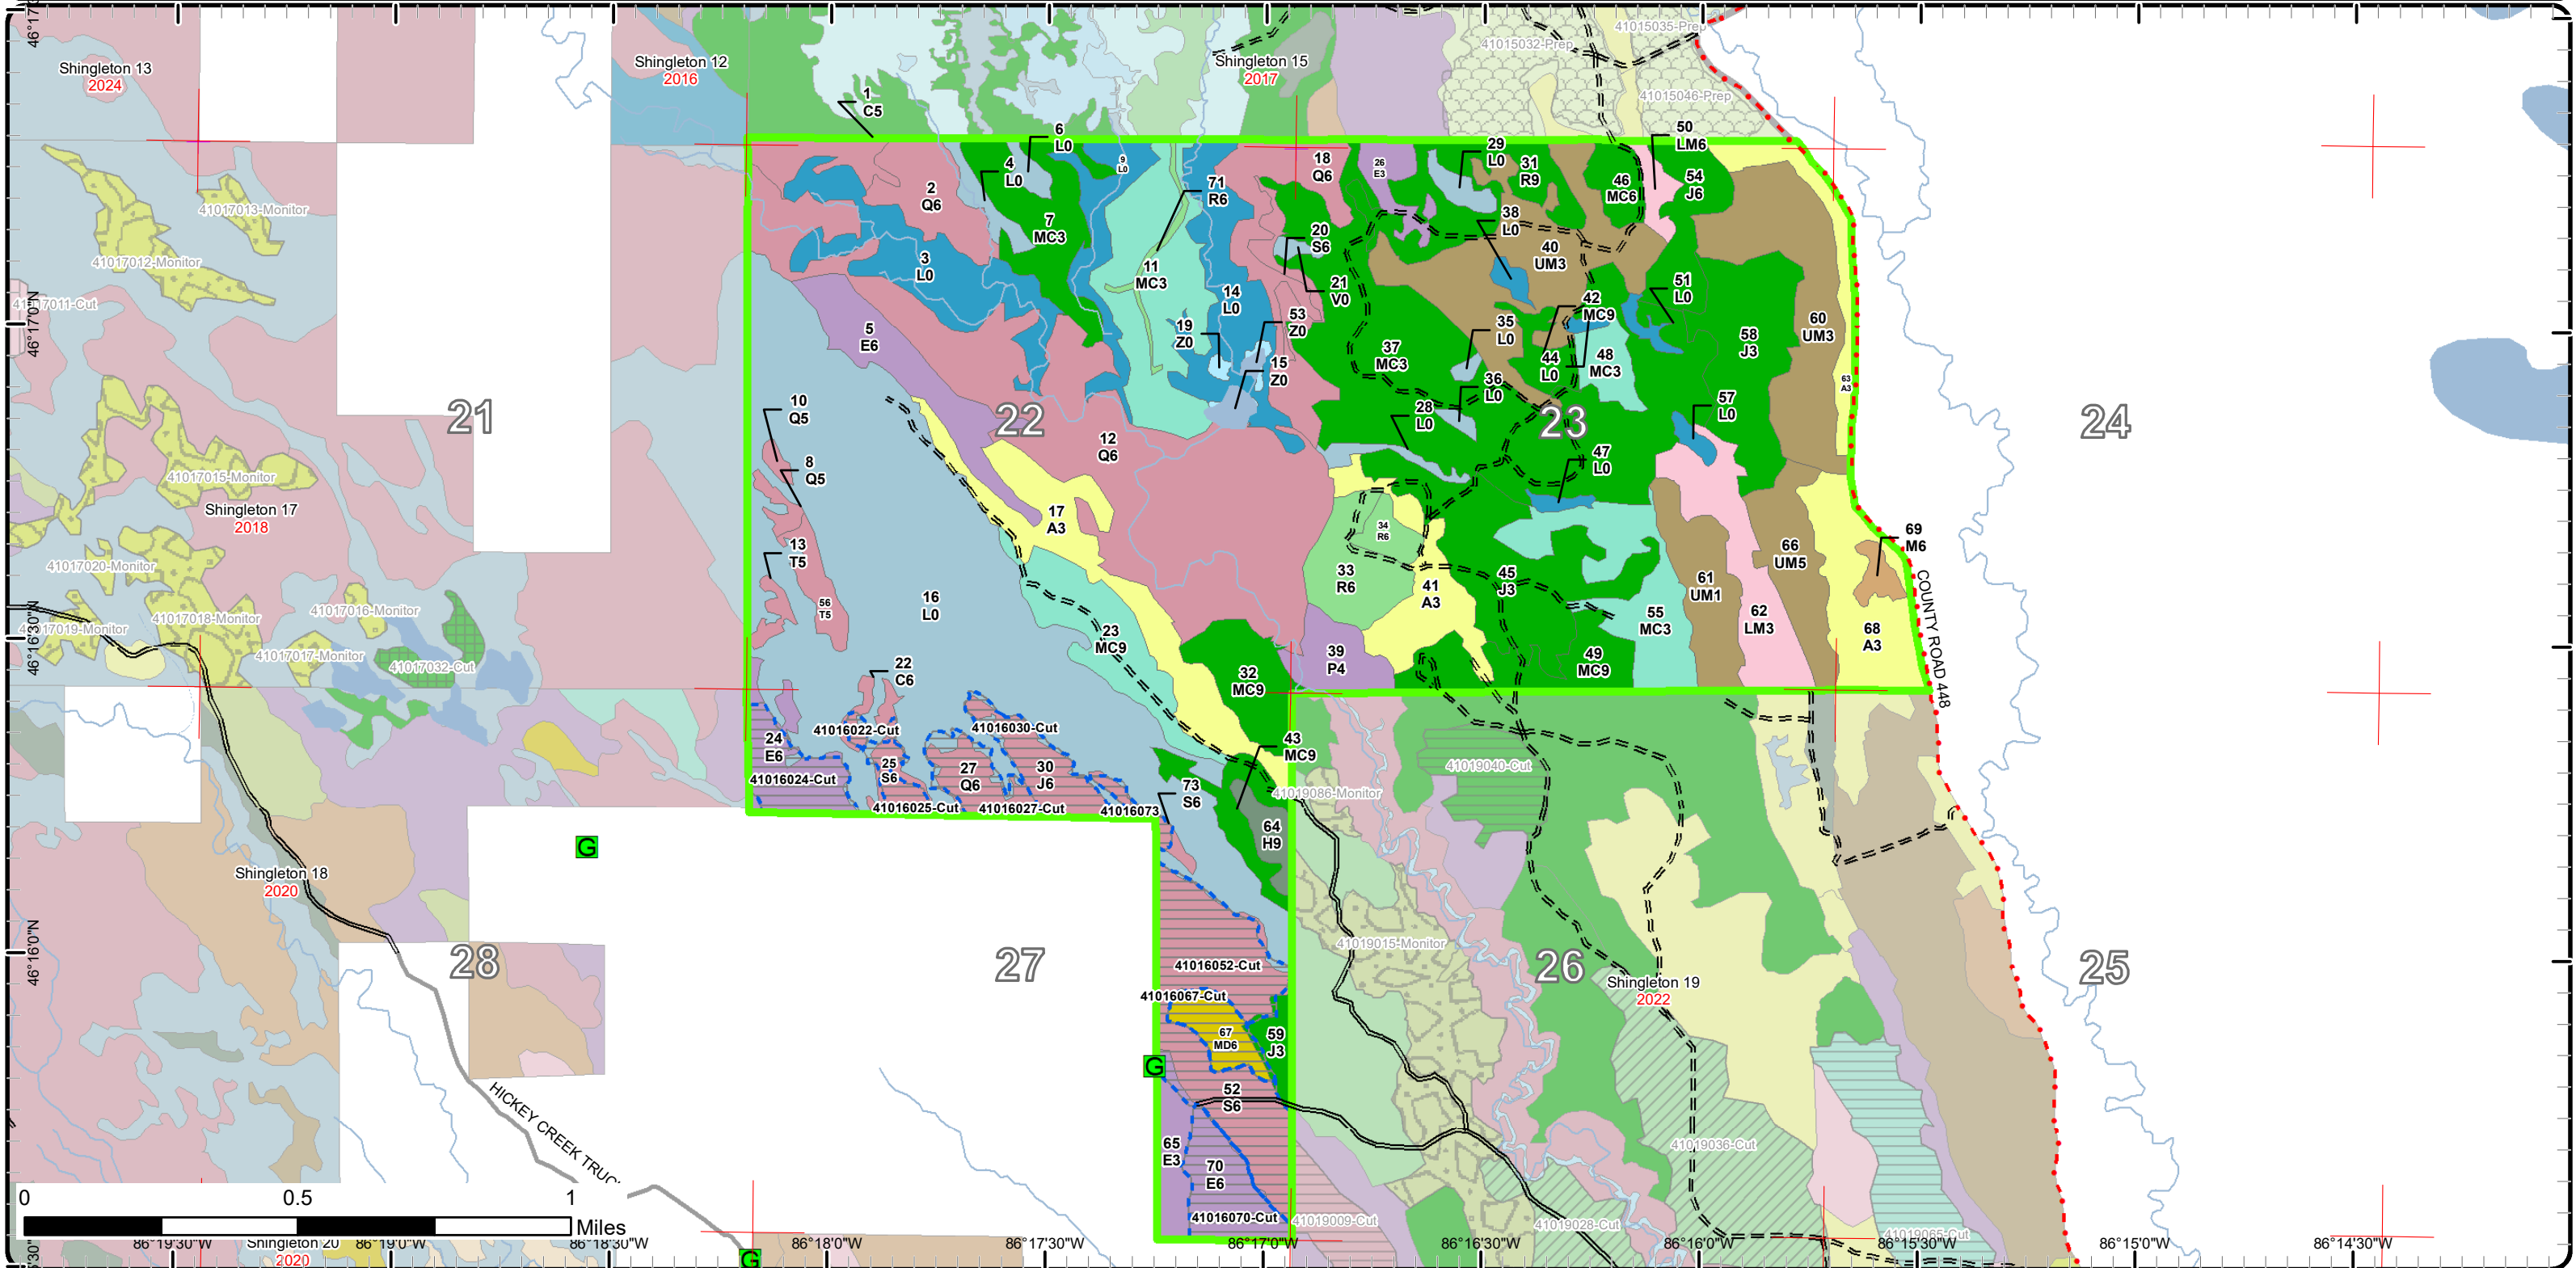 46°17'30"N
Shingleton 13
2024
Shingleton 12
2016
Shingleton 15
2017
41015032-Prep
41015035-Prep
41015046-Prep
1
C5
6
L0
4
L0
9
L0
2
Q6
7
MC3
3
L0
11
MC3
71
R6
14
L0
18
Q6
26
E3
29
L0
31
R9
46
MC6
50
LM6
54
J6
20
S6
21
V0
38
L0
40
UM3
51
L0
42
MC9
53
Z0
19
Z0
15
Z0
5
E6
37
MC3
35
L0
44
L0
48
MC3
58
J3
60
UM3
63
A3
36
L0
28
L0
57
L0
47
L0
41017013-Monitor
41017012-Monitor
41017011-Cut
46°17'0"N
21
22
23
24
10
Q5
8
Q5
12
Q6
17
A3
13
T5
56
T5
16
L0
41017015-Monitor
Shingleton 17
2018
41017020-Monitor
41017016-Monitor
41017018-Monitor
41017019-Monitor
41017017-Monitor
41017032-Cut
46°16'30"N
34
R6
33
R6
41
A3
45
J3
55
MC3
61
UM1
62
LM3
66
UM5
68
A3
69
M6
COUNTY ROAD 448
23
MC9
39
P4
49
MC9
32
MC9
22
C6
24
E6
41016022-Cut
41016030-Cut
25
S6
27
Q6
30
J6
41016024-Cut
41016025-Cut
41016027-Cut
41016073
73
S6
43
MC9
64
H9
41019040-Cut
41019086-Monitor
Shingleton 18
2020
G
28
27
26
25
41019015-Monitor
Shingleton 19
2022
46°16'0"N
41016052-Cut
41016067-Cut
67
MD6
59
J3
G
52
S6
65
E3
70
E6
41016070-Cut
41019009-Cut
41019036-Cut
41019028-Cut
41019065-Cut
HICKEY CREEK TRUC
0
0.5
1
Miles
Shingleton 20
2020
G
86°19'30"W
86°19'0"W
86°18'30"W
86°18'0"W
86°17'30"W
86°17'0"W
86°16'30"W
86°16'0"W
86°15'30"W
86°15'0"W
86°14'30"W